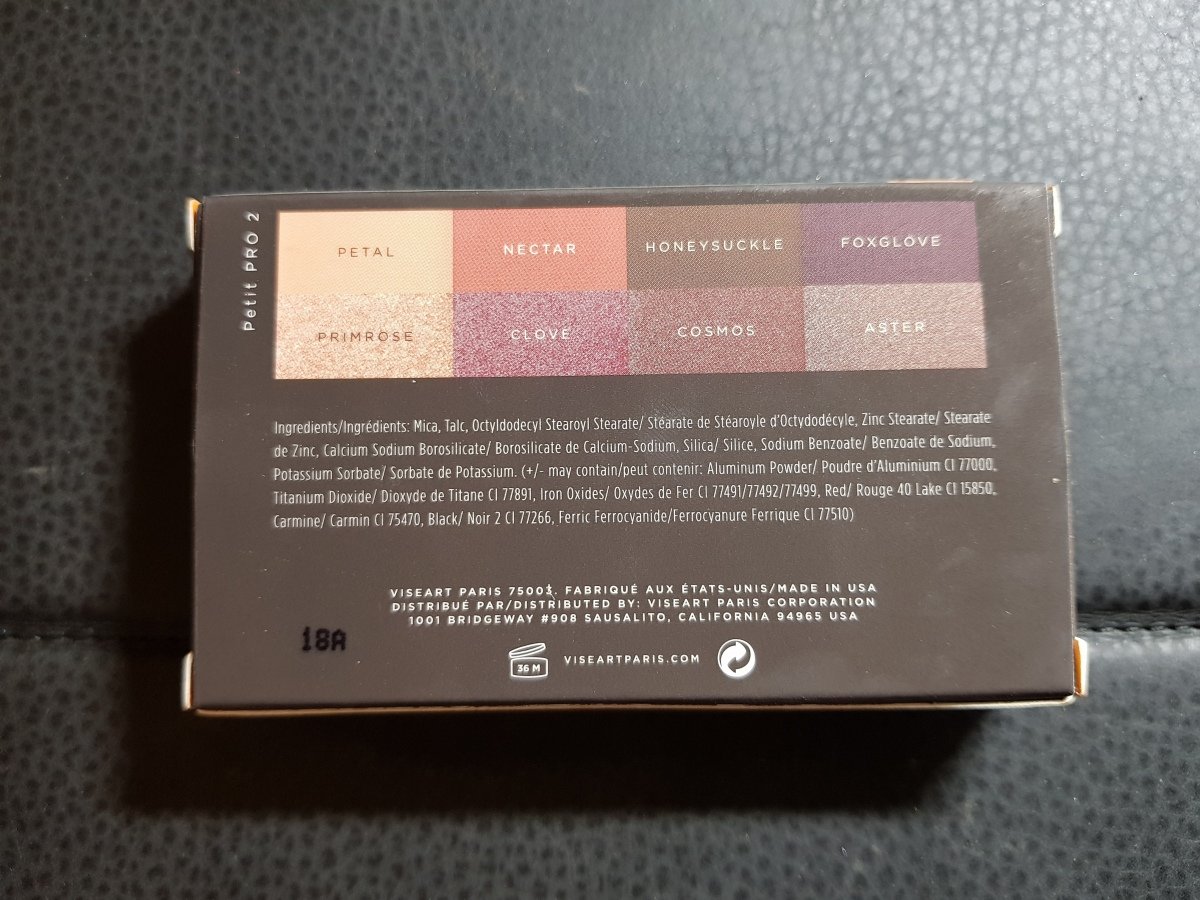 Petit PRO 2
PETAL NECTAR HONEYSUCKLE FOXGLOVE
PRIMROSE CLOVE COSMOS ASTER
Ingredients/Ingrédients: Mica, Talc, Octyldodecyl Stearoyl Stearate/ Stéarate de Stéaroyle d'Octydodécyle, Zinc Stearate/ Stearate
de Zinc, Calcium Sodium Borosilicate/ Borosilicate de Calcium-Sodium, Silica/ Silice, Sodium Benzoate/ Benzoate de Sodium,
Potassium Sorbate/ Sorbate de Potassium. (+/- may contain/peut contenir: Aluminum Powder/ Poudre d'Aluminium CI 77000,
Titanium Dioxide/ Dioxyde de Titane CI 77891, Iron Oxides/ Oxydes de Fer CI 77491/77492/77499, Red/ Rouge 40 Lake CI 15850,
Carmine/ Carmin CI 75470, Black/ Noir 2 CI 77266, Ferric Ferrocyanide/Ferrocyanure Ferrique CI 77510)
VISEART PARIS 75003. FABRIQUÉ AUX ÉTATS-UNIS/MADE IN USA
DISTRIBUÉ PAR/DISTRIBUTED BY: VISEART PARIS CORPORATION
1001 BRIDGEWAY #908 SAUSALITO, CALIFORNIA 94965 USA
18A
36 M VISEARTPARIS.COM